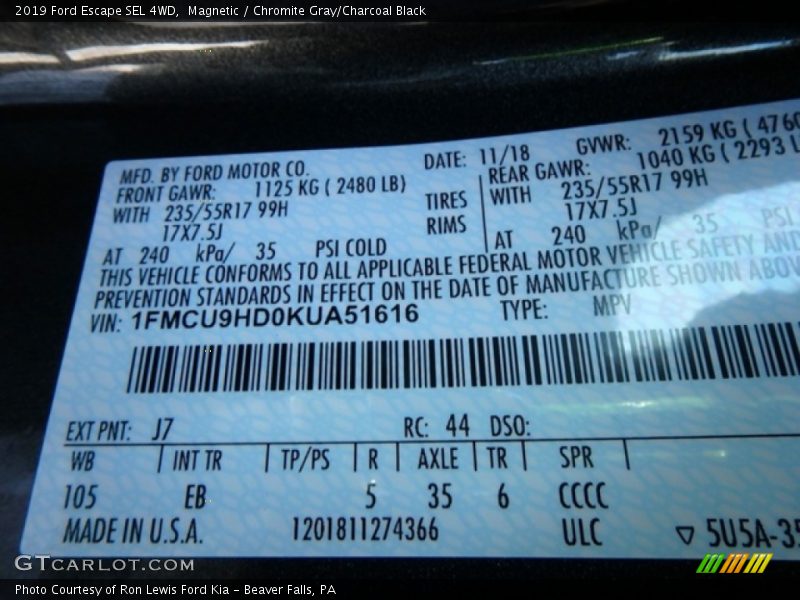 2019 Ford Escape SEL 4WD,  Magnetic / Chromite Gray/Charcoal Black
MFD. BY FORD MOTOR CO. DATE: 11/18 GVWR: 2159 KG ( 4760
FRONT GAWR: 1125 KG ( 2480 LB) REAR GAWR: 1040 KG ( 2293 L
WITH 235/55R17 99H TIRES WITH 235/55R17 99H
17X7.5J RIMS 17X7.5J
AT 240 kPa/ 35 PSI COLD AT 240 kPa/ 35 PSI
THIS VEHICLE CONFORMS TO ALL APPLICABLE FEDERAL MOTOR VEHICLE SAFETY AND
PREVENTION STANDARDS IN EFFECT ON THE DATE OF MANUFACTURE SHOWN ABOV
VIN: 1FMCU9HD0KUA51616 TYPE: MPV
EXT PNT: J7 RC: 44 DSO:
WB INT TR TP/PS R AXLE TR SPR
105 EB 5 35 6 CCCC
MADE IN U.S.A. 1201811274366 ULC ▽ 5U5A-35
GTCARLOT.COM
Photo Courtesy of Ron Lewis Ford Kia - Beaver Falls, PA